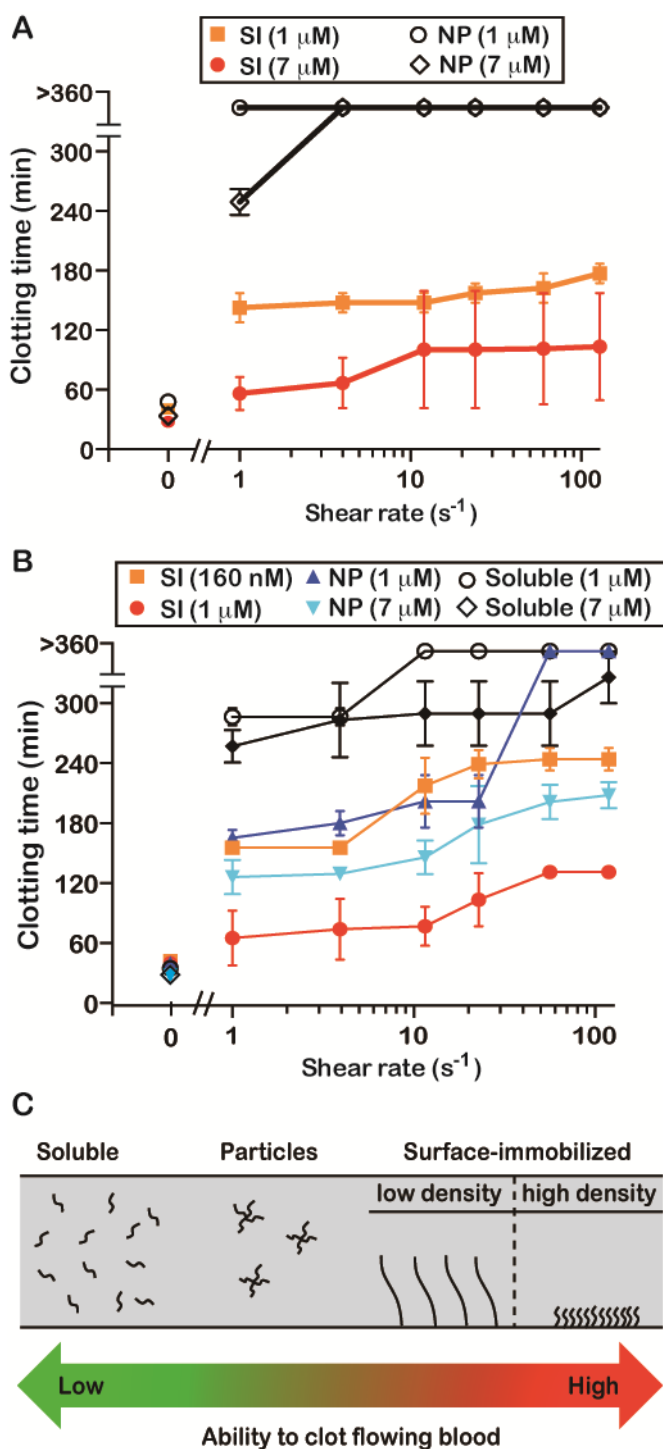 A
SI (1 μM) NP (1 μM)
SI (7 μM) NP (7 μM)
>360
300
240
180
120
60
0
Clotting time (min)
0 1 10 100
Shear rate (s⁻¹)
B
SI (160 nM) NP (1 μM) Soluble (1 μM)
SI (1 μM) NP (7 μM) Soluble (7 μM)
>360
300
240
180
120
60
0
Clotting time (min)
0 1 10 100
Shear rate (s⁻¹)
C
Soluble Particles Surface-immobilized
low density high density
Low High
Ability to clot flowing blood